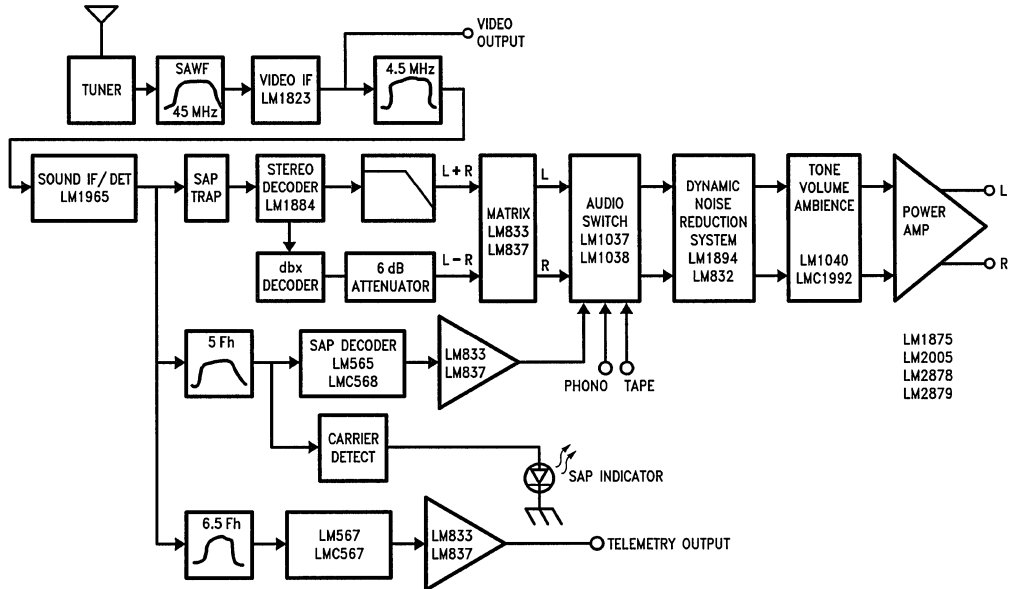 VIDEO
OUTPUT
TUNER
SAWF
45 MHz
VIDEO IF
LM1823
4.5 MHz
SOUND IF/DET
LM1965
SAP
TRAP
STEREO
DECODER
LM1884
L+R
MATRIX
LM833
LM837
L
R
AUDIO
SWITCH
LM1037
LM1038
DYNAMIC
NOISE
REDUCTION
SYSTEM
LM1894
LM832
TONE
VOLUME
AMBIENCE
LM1040
LMC1992
POWER
AMP
L
R
dbx
DECODER
6 dB
ATTENUATOR
L-R
5 Fh
SAP DECODER
LM565
LMC568
LM833
LM837
PHONO
TAPE
LM1875
LM2005
LM2878
LM2879
CARRIER
DETECT
SAP INDICATOR
6.5 Fh
LM567
LMC567
LM833
LM837
TELEMETRY OUTPUT